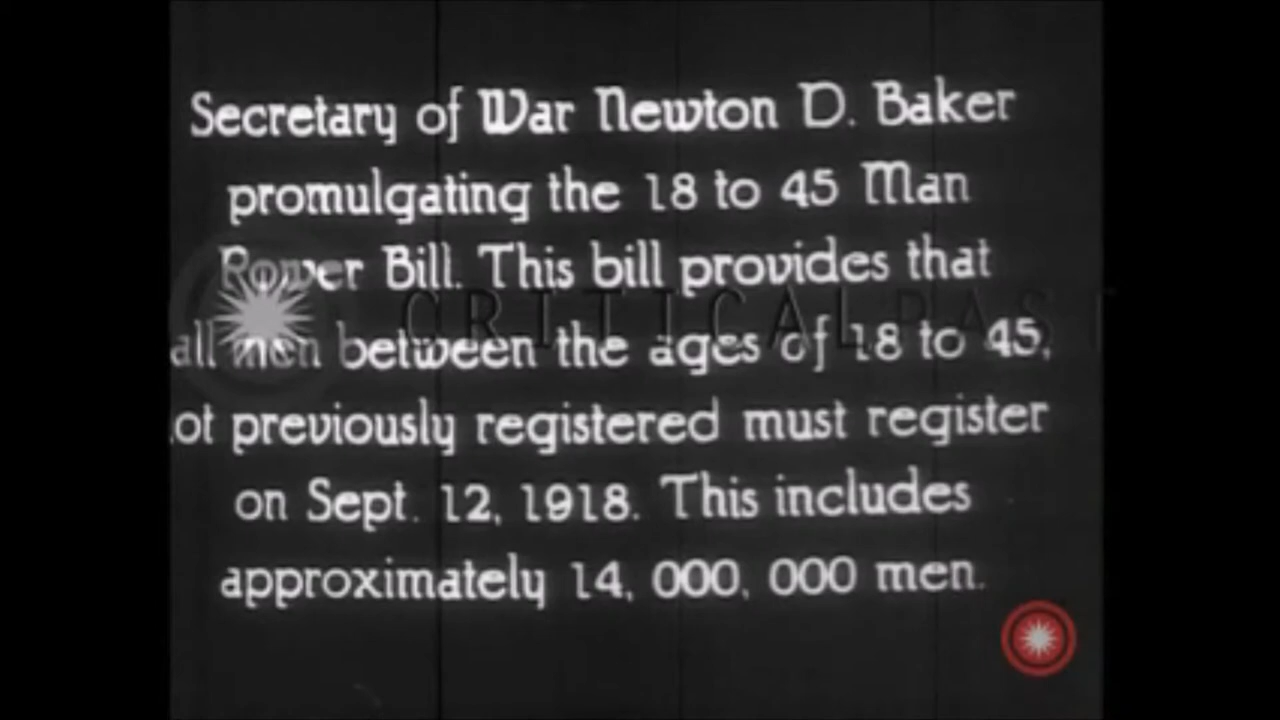 Secretary of War Newton D. Baker
promulgating the 18 to 45 Man
Power Bill. This bill provides that
all men between the ages of 18 to 45,
ot previously registered must register
on Sept. 12, 1918. This includes
approximately 14, 000, 000 men.
CRITICALPAST